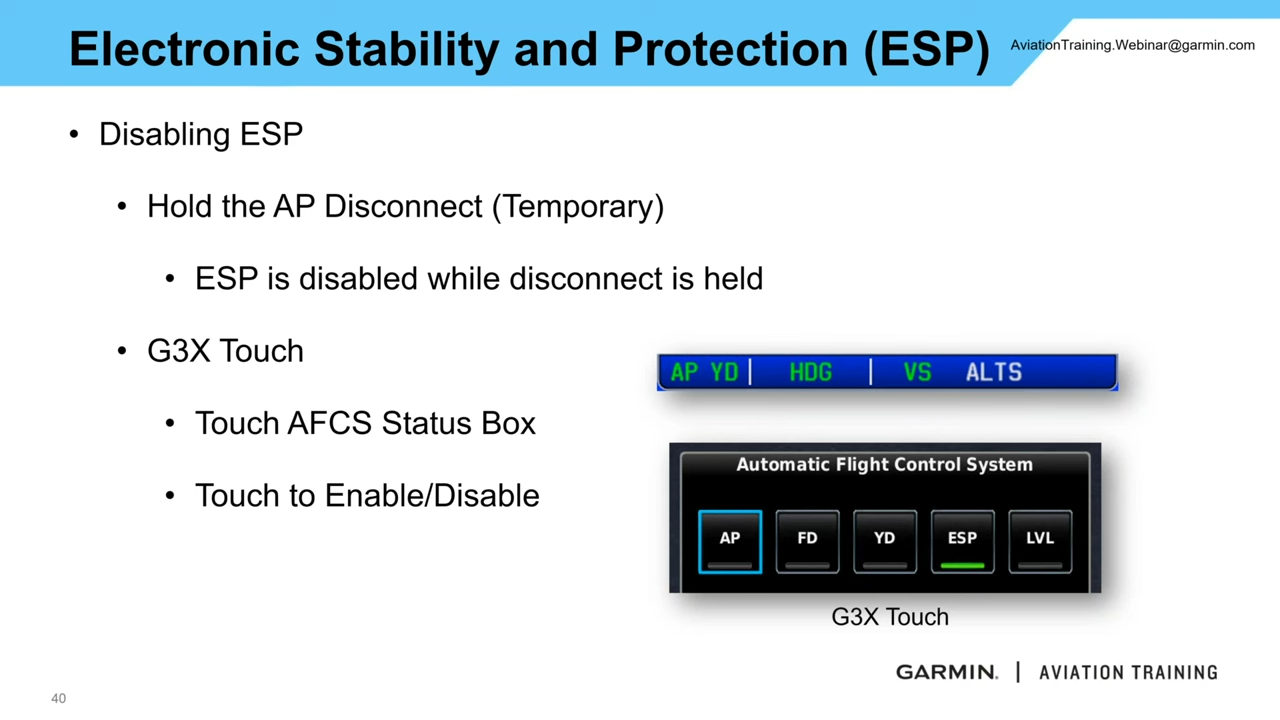 Electronic Stability and Protection (ESP)
AviationTraining.Webinar@garmin.com
• Disabling ESP
• Hold the AP Disconnect (Temporary)
• ESP is disabled while disconnect is held
• G3X Touch
• Touch AFCS Status Box
• Touch to Enable/Disable
AP YD | HDG | VS ALTS
Automatic Flight Control System
AP FD YD ESP LVL
G3X Touch
GARMIN. | AVIATION TRAINING
40